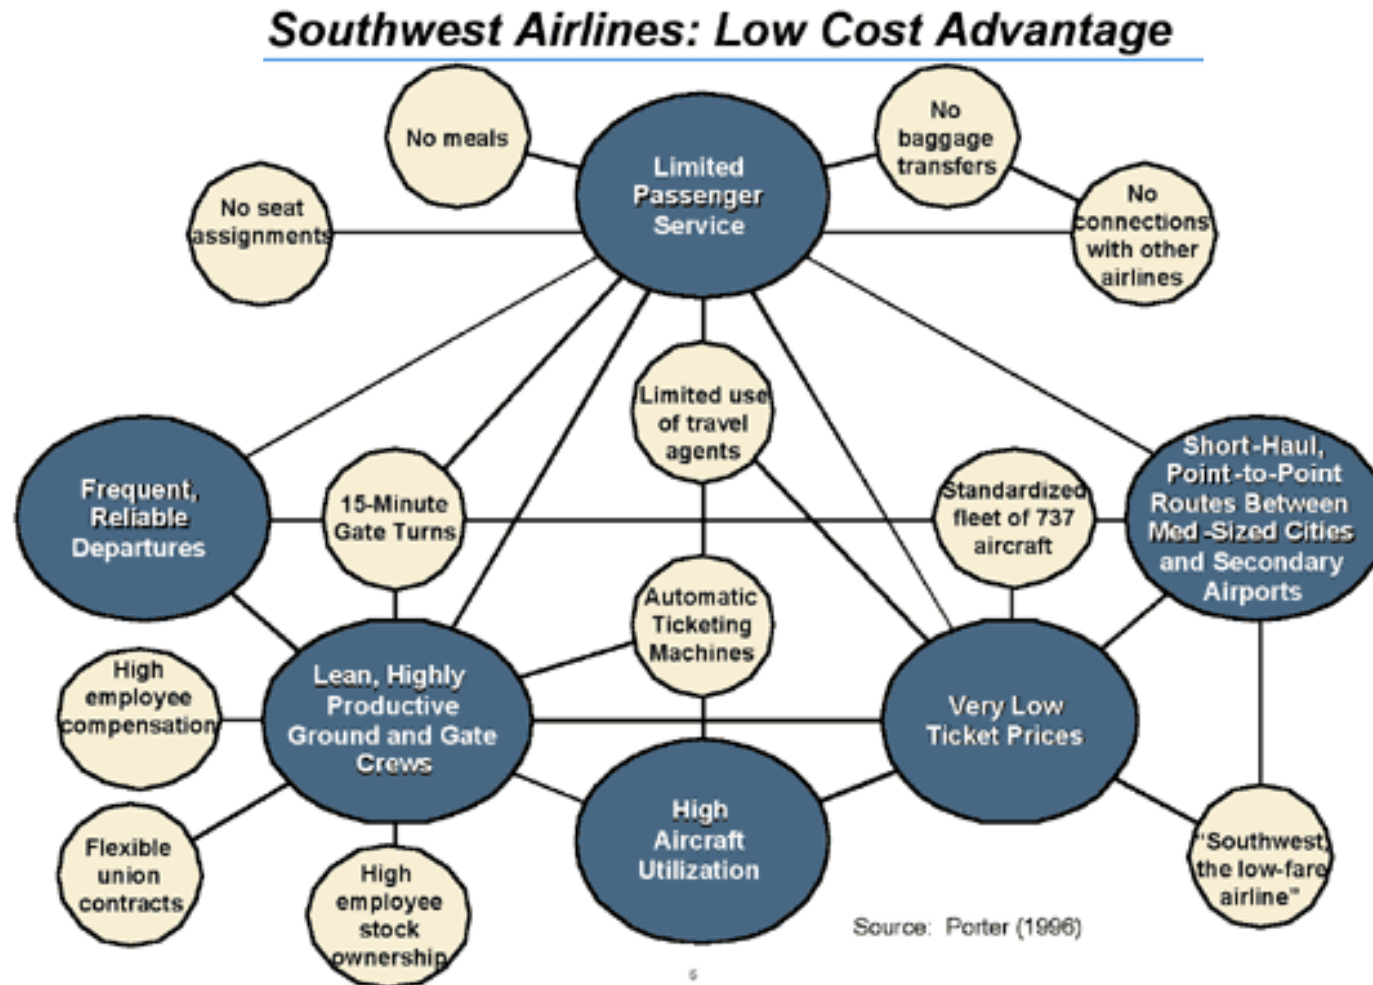 Southwest Airlines: Low Cost Advantage
No meals
Limited
Passenger
Service
No
baggage
transfers
No seat
assignments
No
connections
with other
airlines
Limited use
of travel
agents
Frequent,
Reliable
Departures
15-Minute
Gate Turns
Standardized
fleet of 737
aircraft
Short-Haul,
Point-to-Point
Routes Between
Med-Sized Cities
and Secondary
Airports
Automatic
Ticketing
Machines
High
employee
compensation
Lean, Highly
Productive
Ground and Gate
Crews
Very Low
Ticket Prices
High
Aircraft
Utilization
Flexible
union
contracts
High
employee
stock
ownership
"Southwest,
the low-fare
airline"
Source: Porter (1996)